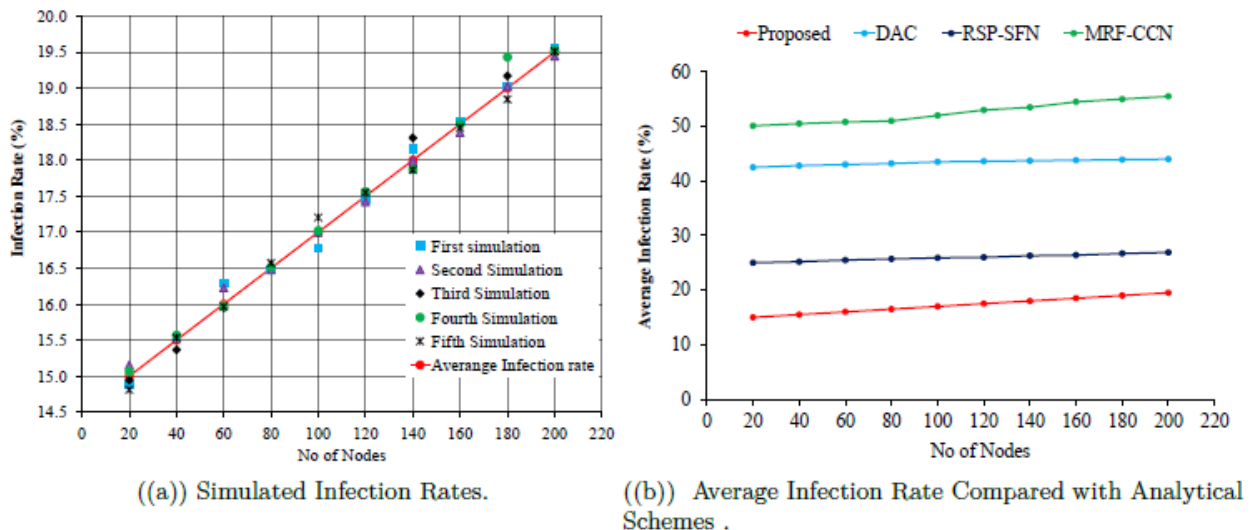 20.0
19.5
19.0
18.5
18.0
17.5
17.0
16.5
16.0
15.5
15.0
14.5
Infection Rate (%)
First simulation
Second Simulation
Third Simulation
Fourth Simulation
Fifth Simulation
Averange Infection rate
0 20 40 60 80 100 120 140 160 180 200 220
No of Nodes
((a)) Simulated Infection Rates.
Proposed DAC RSP-SFN MRF-CCN
60
50
40
30
20
10
0
Average Infection Rate (%)
0 20 40 60 80 100 120 140 160 180 200 220
No of Nodes
((b)) Average Infection Rate Compared with Analytical
Schemes .